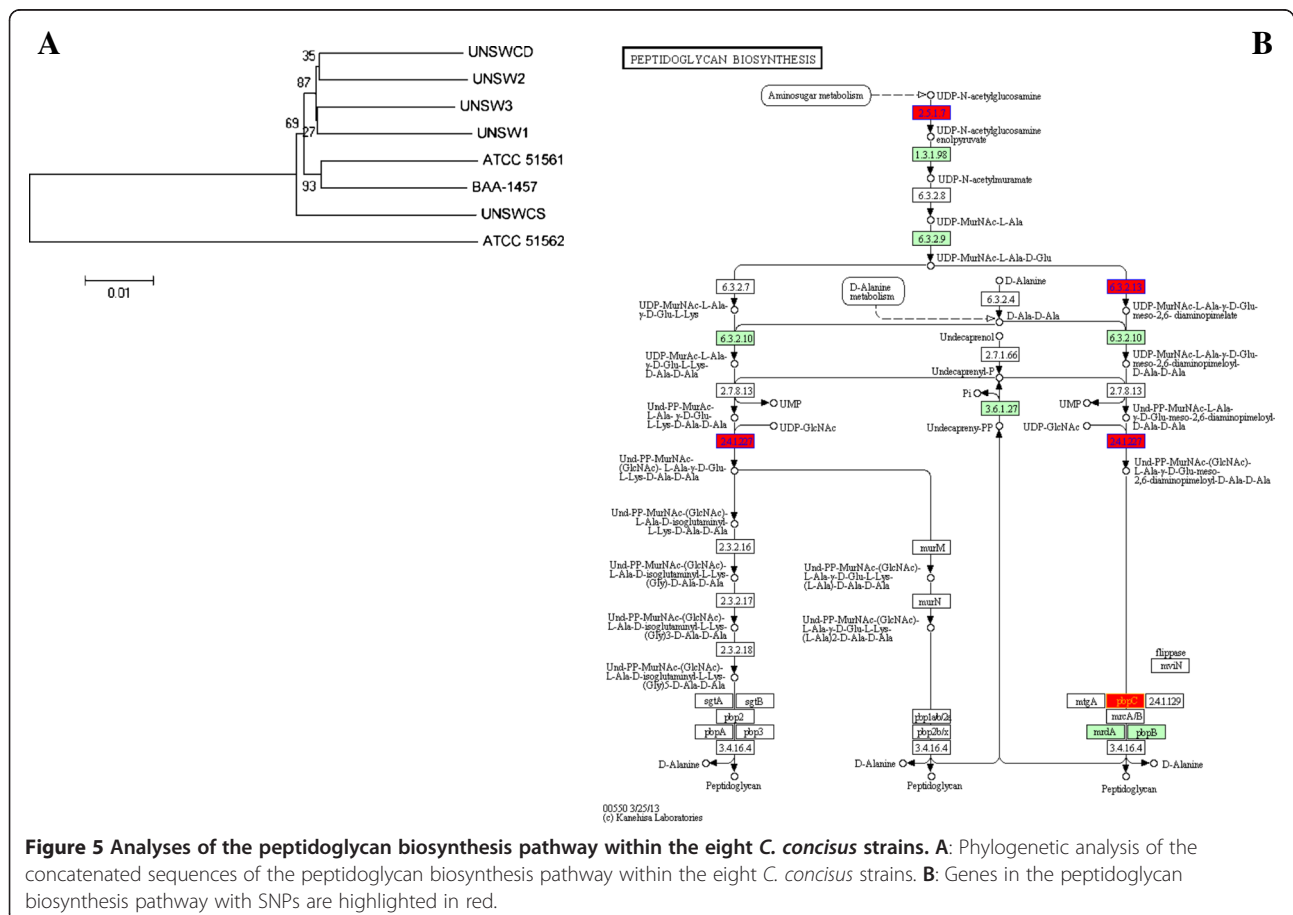 A
35
UNSWCD
87
UNSW2
UNSW3
69
27
UNSW1
ATCC 51561
93
BAA-1457
UNSWCS
ATCC 51562
0.01
B
PEPTIDOGLYCAN BIOSYNTHESIS
Aminosugar metabolism
UDP-N-acetylglucosamine
2.5.1.7
UDP-N-acetylglucosamine
enolpyruvate
1.3.1.98
UDP-N-acetylmuramate
6.3.2.8
UDP-MurNAc-L-Ala
6.3.2.9
UDP-MurNAc-L-Ala-D-Glu
6.3.2.7
D-Alanine
metabolism
D-Alanine
6.3.2.4
6.3.2.13
UDP-MurNAc-L-Ala-
γ-D-Glu-L-Lys
D-Ala-D-Ala
UDP-MurNAc-L-Ala-γ-D-Glu-
meso-2,6- diaminopimelate
6.3.2.10
Undecaprenol
6.3.2.10
UDP-MurAc-L-Ala-
γ-D-Glu-L-Lys-
D-Ala-D-Ala
2.7.1.66
UDP-MurNAc-L-Ala-γ-D-Glu-
meso-2,6-diaminopimeloyl-
D-Ala-D-Ala
Undecaprenyl-P
2.7.8.13
Pi
2.7.8.13
UMP
3.6.1.27
UMP
Und-PP-MurAc-
L-Ala- γ-D-Glu-
L-Lys-D-Ala-D-Ala
Und-PP-MurNAc-L-Ala-
γ-D-Glu-meso-2,6-diaminopimeloyl-
D-Ala-D-Ala
UDP-GlcNAc
Undecapreny-PP
UDP-GlcNAc
2.4.1.227
2.4.1.227
Und-PP-MurNAc-
(GlcNAc)- L-Ala-γ-D-Glu-
L-Lys-D-Ala-D-Ala
Und-PP-MurNAc-(GlcNAc)-
L-Ala-γ-D-Glu-meso-
2,6-diaminopimeloyl-D-Ala-D-Ala
Und-PP-MurNAc-(GlcNAc)-
L-Ala-D-isoglutaminyl-
L-Lys-D-Ala-D-Ala
2.3.2.16
murM
Und-PP-MurNAc-(GlcNAc)-
L-Ala-D-isoglutaminyl-L-Lys-
(Gly)-D-Ala-D-Ala
Und-PP-MurNAc-(GlcNAc)-
L-Ala-γ-D-Glu-L-Lys-
(L-Ala)-D-Ala-D-Ala
2.3.2.17
murN
Und-PP-MurNAc-(GlcNAc)-
L-Ala-D-isoglutaminyl-L-Lys-
(Gly)3-D-Ala-D-Ala
Und-PP-MurNAc-(GlcNAc)-
L-Ala-γ-D-Glu-L-Lys-
(L-Ala)2-D-Ala-D-Ala
2.3.2.18
flippase
mviN
Und-PP-MurNAc-(GlcNAc)-
L-Ala-D-isoglutaminyl-L-Lys-
(Gly)5-D-Ala-D-Ala
sgtA
sgtB
mtgA
pbpC
2.4.1.129
pbp2
pbp1ab/2a
mrcA/B
pbpA
pbp3
pbp2b/x
mrdA
pbpB
3.4.16.4
3.4.16.4
3.4.16.4
D-Alanine
D-Alanine
D-Alanine
Peptidoglycan
Peptidoglycan
Peptidoglycan
00550 3/25/13
(c) Kanehisa Laboratories
Figure 5 Analyses of the peptidoglycan biosynthesis pathway within the eight C. concisus strains. A: Phylogenetic analysis of the
concatenated sequences of the peptidoglycan biosynthesis pathway within the eight C. concisus strains. B: Genes in the peptidoglycan
biosynthesis pathway with SNPs are highlighted in red.